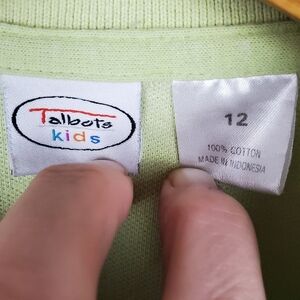 Talbots
kids
12
100% COTTON
MADE IN INDONESIA